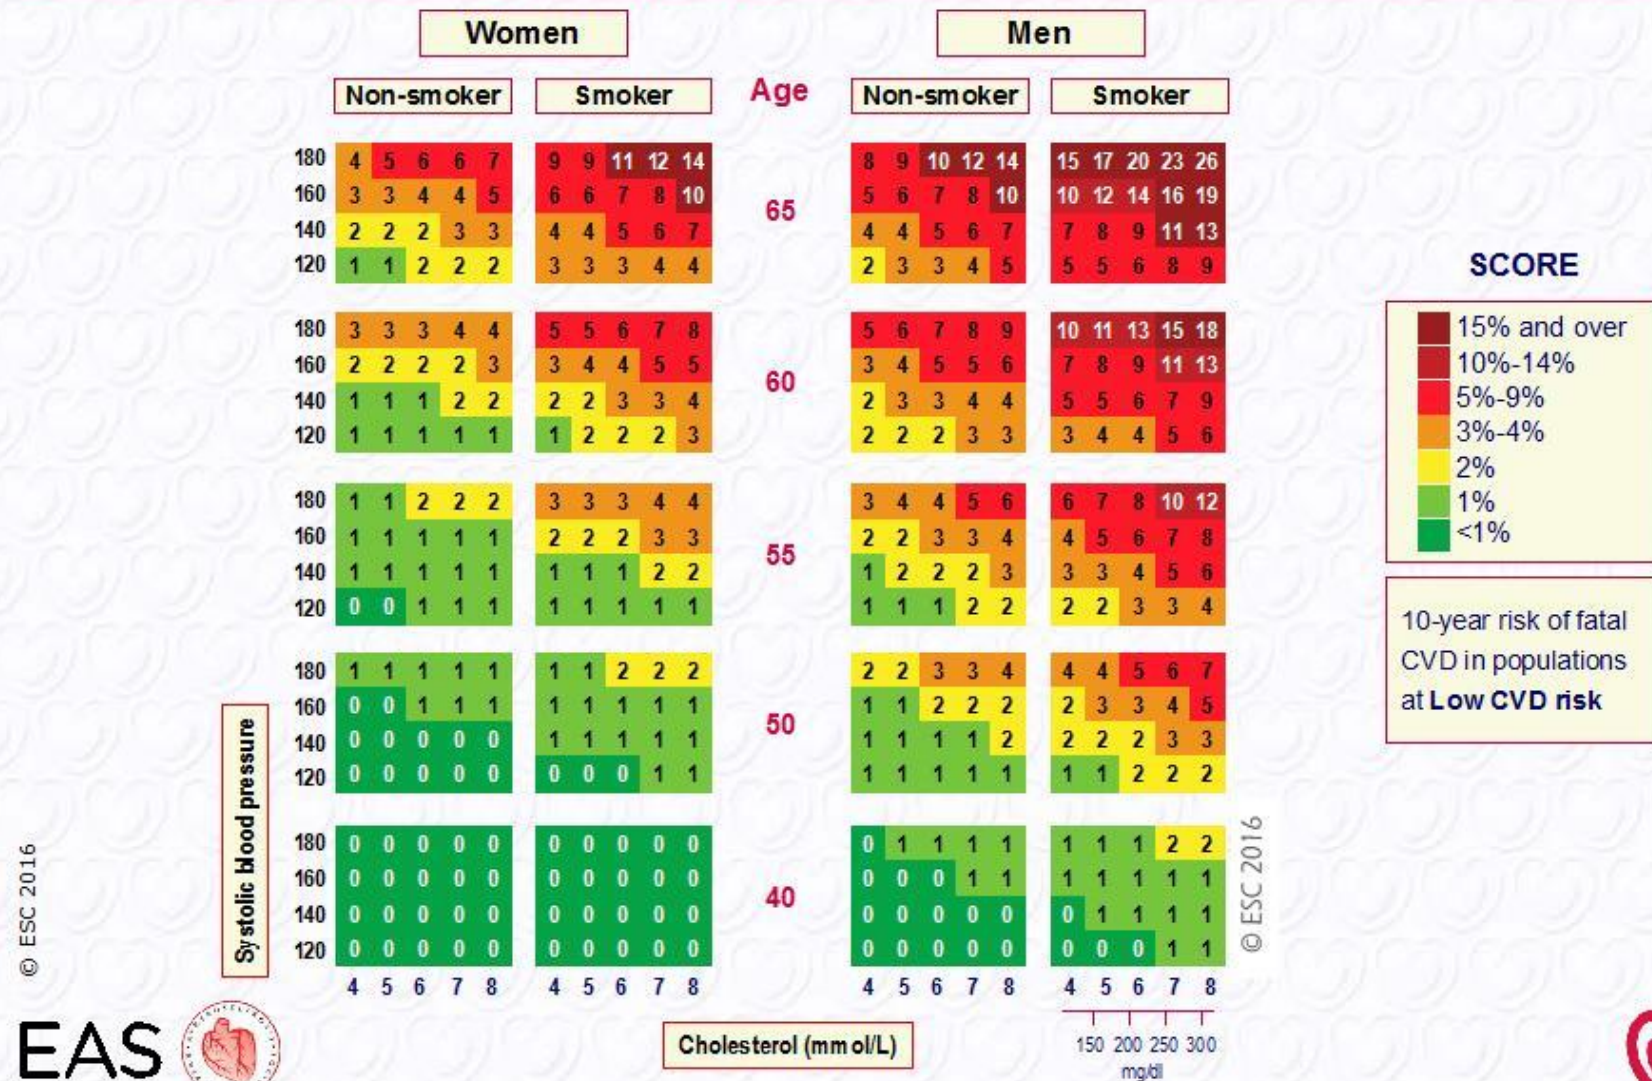 Women Men
Non-smoker Smoker Age Non-smoker Smoker
180 4 5 6 6 7 9 9 11 12 14 8 9 10 12 14 15 17 20 23 26
160 3 3 4 4 5 6 6 7 8 10 5 6 7 8 10 10 12 14 16 19
65
140 2 2 2 3 3 4 4 5 6 7 4 4 5 6 7 7 8 9 11 13
120 1 1 2 2 2 3 3 3 4 4 2 3 3 4 5 5 5 6 8 9
180 3 3 3 4 4 5 5 6 7 8 5 6 7 8 9 10 11 13 15 18
160 2 2 2 2 3 3 4 4 5 5 3 4 5 5 6 7 8 9 11 13
60
140 1 1 1 2 2 2 2 3 3 4 2 3 3 4 4 5 5 6 7 9
120 1 1 1 1 1 1 2 2 2 3 2 2 2 3 3 3 4 4 5 6
180 1 1 2 2 2 3 3 3 4 4 3 4 4 5 6 6 7 8 10 12
160 1 1 1 1 1 2 2 2 3 3 2 2 3 3 4 4 5 6 7 8
55
140 1 1 1 1 1 1 1 1 2 2 1 2 2 2 3 3 3 4 5 6
120 0 0 1 1 1 1 1 1 1 1 1 1 1 2 2 2 2 3 3 4
180 1 1 1 1 1 1 1 2 2 2 2 2 3 3 4 4 4 5 6 7
160 0 0 1 1 1 1 1 1 1 1 1 1 2 2 2 2 3 3 4 5
50
140 0 0 0 0 0 1 1 1 1 1 1 1 1 1 2 2 2 2 3 3
120 0 0 0 0 0 0 0 0 1 1 1 1 1 1 1 1 1 2 2 2
180 0 0 0 0 0 0 0 0 0 0 0 1 1 1 1 1 1 1 2 2
160 0 0 0 0 0 0 0 0 0 0 0 0 0 1 1 1 1 1 1 1
40
140 0 0 0 0 0 0 0 0 0 0 0 0 0 0 0 0 1 1 1 1
120 0 0 0 0 0 0 0 0 0 0 0 0 0 0 0 0 0 0 1 1
4 5 6 7 8 4 5 6 7 8 4 5 6 7 8 4 5 6 7 8
Systolic blood pressure
Cholesterol (mmol/L)
150 200 250 300
mg/dl
SCORE
15% and over
10%-14%
5%-9%
3%-4%
2%
1%
<1%
10-year risk of fatal
CVD in populations
at Low CVD risk
© ESC 2016
© ESC 2016
EAS